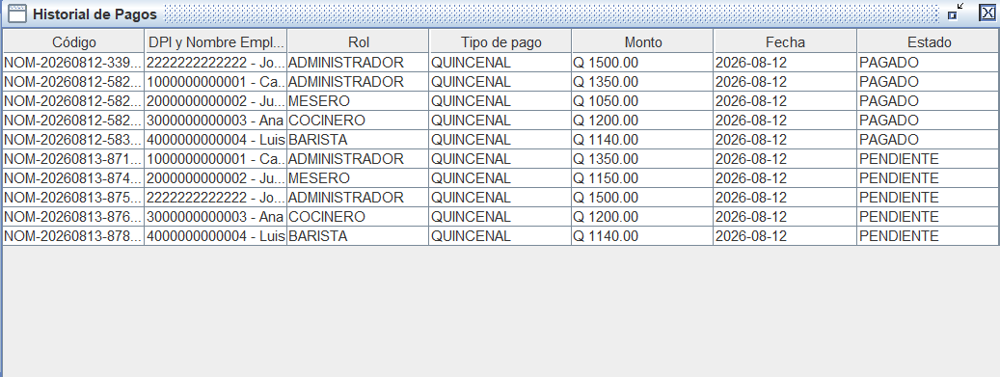 Historial de Pagos
Código DPI y Nombre Empl... Rol Tipo de pago Monto Fecha Estado
NOM-20260812-339... 2222222222222 - Jo... ADMINISTRADOR QUINCENAL Q 1500.00 2026-08-12 PAGADO
NOM-20260812-582... 1000000000001 - Ca... ADMINISTRADOR QUINCENAL Q 1350.00 2026-08-12 PAGADO
NOM-20260812-582... 2000000000002 - Ju... MESERO QUINCENAL Q 1050.00 2026-08-12 PAGADO
NOM-20260812-582... 3000000000003 - Ana COCINERO QUINCENAL Q 1200.00 2026-08-12 PAGADO
NOM-20260812-583... 4000000000004 - Luis BARISTA QUINCENAL Q 1140.00 2026-08-12 PAGADO
NOM-20260813-871... 1000000000001 - Ca... ADMINISTRADOR QUINCENAL Q 1350.00 2026-08-12 PENDIENTE
NOM-20260813-874... 2000000000002 - Ju... MESERO QUINCENAL Q 1150.00 2026-08-12 PENDIENTE
NOM-20260813-875... 2222222222222 - Jo... ADMINISTRADOR QUINCENAL Q 1500.00 2026-08-12 PENDIENTE
NOM-20260813-876... 3000000000003 - Ana COCINERO QUINCENAL Q 1200.00 2026-08-12 PENDIENTE
NOM-20260813-878... 4000000000004 - Luis BARISTA QUINCENAL Q 1140.00 2026-08-12 PENDIENTE